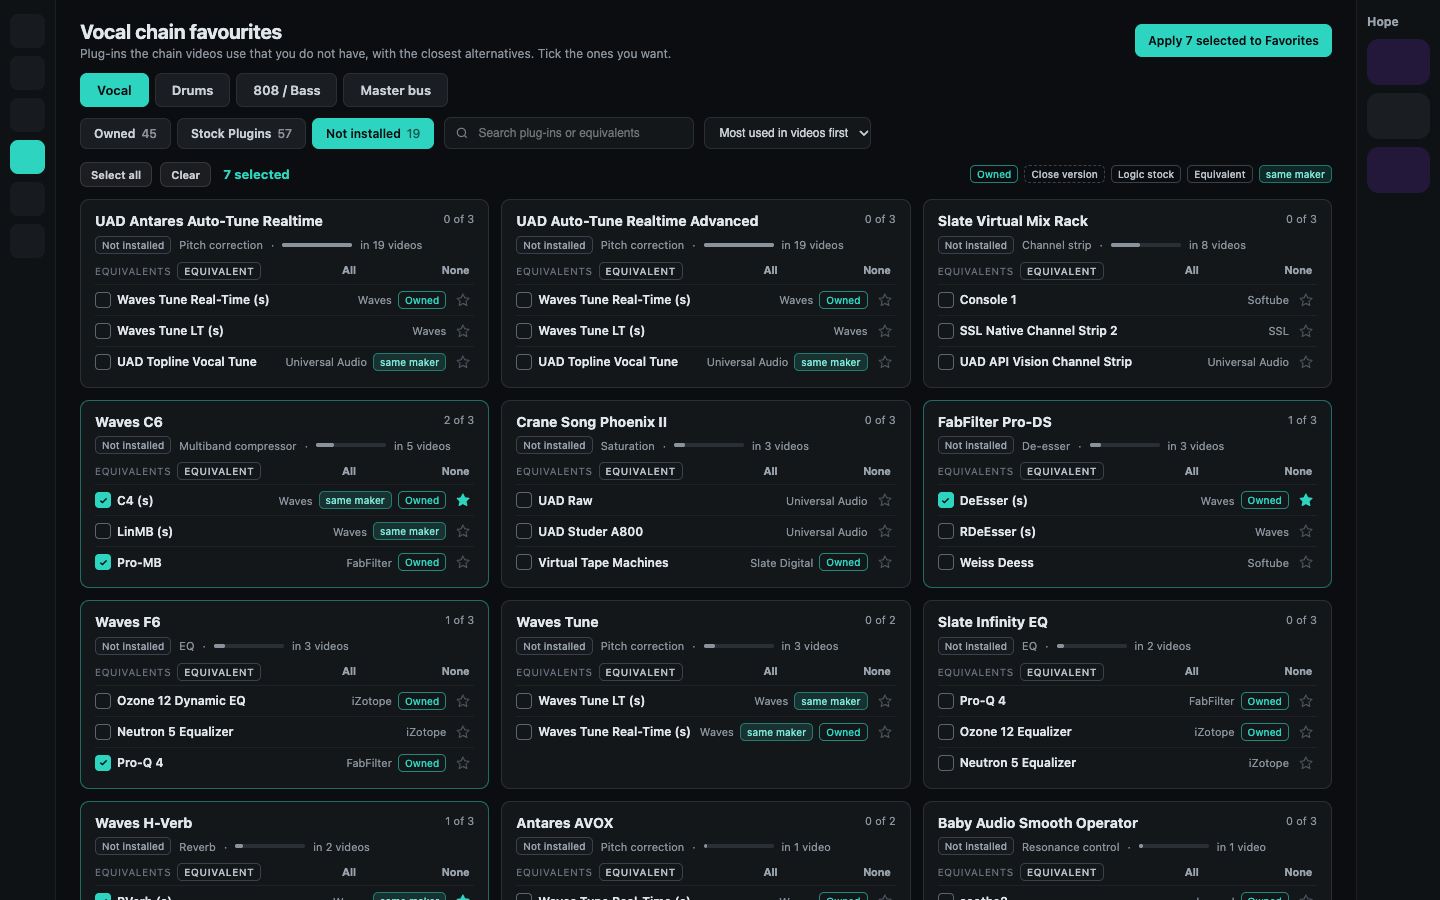 Vocal chain favourites
Plug-ins the chain videos use that you do not have, with the closest alternatives. Tick the ones you want.
Apply 7 selected to Favorites
Hope
Vocal Drums 808 / Bass Master bus
Owned 45 Stock Plugins 57 Not installed 19 Search plug-ins or equivalents Most used in videos first
Select all Clear 7 selected Owned Close version Logic stock Equivalent same maker
UAD Antares Auto-Tune Realtime 0 of 3
Not installed Pitch correction · in 19 videos
EQUIVALENTS EQUIVALENT All None
Waves Tune Real-Time (s) Waves Owned
Waves Tune LT (s) Waves
UAD Topline Vocal Tune Universal Audio same maker
UAD Auto-Tune Realtime Advanced 0 of 3
Not installed Pitch correction · in 19 videos
EQUIVALENTS EQUIVALENT All None
Waves Tune Real-Time (s) Waves Owned
Waves Tune LT (s) Waves
UAD Topline Vocal Tune Universal Audio same maker
Slate Virtual Mix Rack 0 of 3
Not installed Channel strip · in 8 videos
EQUIVALENTS EQUIVALENT All None
Console 1 Softube
SSL Native Channel Strip 2 SSL
UAD API Vision Channel Strip Universal Audio
Waves C6 2 of 3
Not installed Multiband compressor · in 5 videos
EQUIVALENTS EQUIVALENT All None
C4 (s) Waves same maker Owned
LinMB (s) Waves same maker
Pro-MB FabFilter Owned
Crane Song Phoenix II 0 of 3
Not installed Saturation · in 3 videos
EQUIVALENTS EQUIVALENT All None
UAD Raw Universal Audio
UAD Studer A800 Universal Audio
Virtual Tape Machines Slate Digital Owned
FabFilter Pro-DS 1 of 3
Not installed De-esser · in 3 videos
EQUIVALENTS EQUIVALENT All None
DeEsser (s) Waves Owned
RDeEsser (s) Waves
Weiss Deess Softube
Waves F6 1 of 3
Not installed EQ · in 3 videos
EQUIVALENTS EQUIVALENT All None
Ozone 12 Dynamic EQ iZotope Owned
Neutron 5 Equalizer iZotope
Pro-Q 4 FabFilter Owned
Waves Tune 0 of 2
Not installed Pitch correction · in 3 videos
EQUIVALENTS EQUIVALENT All None
Waves Tune LT (s) Waves same maker
Waves Tune Real-Time (s) Waves same maker Owned
Slate Infinity EQ 0 of 3
Not installed EQ · in 2 videos
EQUIVALENTS EQUIVALENT All None
Pro-Q 4 FabFilter Owned
Ozone 12 Equalizer iZotope Owned
Neutron 5 Equalizer iZotope
Waves H-Verb 1 of 3
Not installed Reverb · in 2 videos
EQUIVALENTS EQUIVALENT All None
Antares AVOX 0 of 2
Not installed Pitch correction · in 1 video
EQUIVALENTS EQUIVALENT All None
Waves Tune Real-Time (s)
Baby Audio Smooth Operator 0 of 3
Not installed Resonance control · in 1 video
EQUIVALENTS EQUIVALENT All None